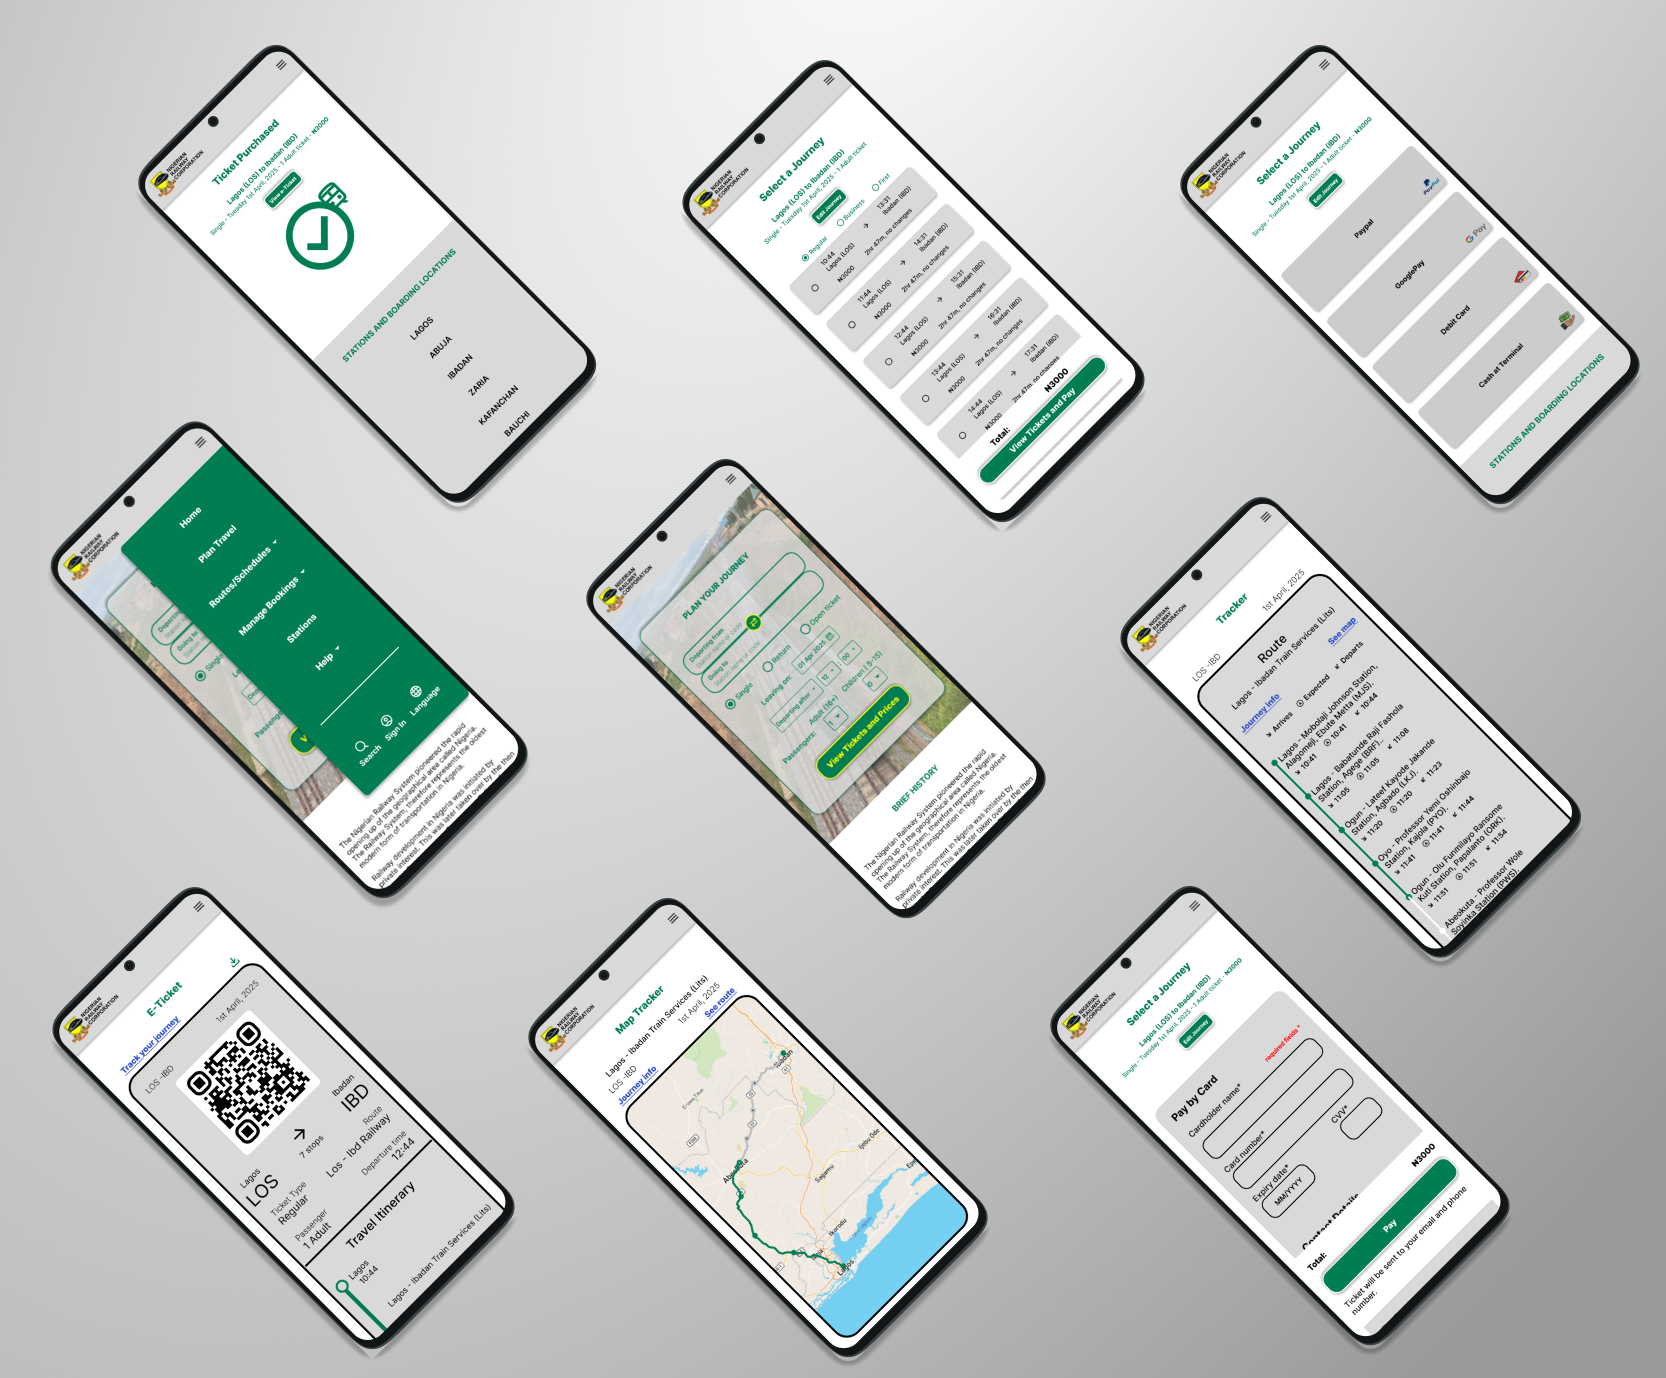 NIGERIAN
RAILWAY
CORPORATION
Ticket Purchased
Lagos (LOS) to Ibadan (IBD)
Single - Tuesday 1st April, 2025 - 1 Adult ticket - ₦3000
View e-Ticket
STATIONS AND BOARDING LOCATIONS
LAGOS
ABUJA
IBADAN
ZARIA
KAFANCHAN
BAUCHI
NIGERIAN
RAILWAY
CORPORATION
Select a Journey
Lagos (LOS) to Ibadan (IBD)
Single - Tuesday 1st April, 2025 - 1 Adult ticket
Edit Journey
Regular Business First
10:44 → 13:31
Lagos (LOS) Ibadan (IBD)
₦3000 2hr 47m, no changes
11:44 → 14:31
Lagos (LOS) Ibadan (IBD)
₦3000 2hr 47m, no changes
12:44 → 15:31
Lagos (LOS) Ibadan (IBD)
₦3000 2hr 47m, no changes
13:44 → 16:31
Lagos (LOS) Ibadan (IBD)
₦3000 2hr 47m, no changes
14:44 → 17:31
Lagos (LOS) Ibadan (IBD)
₦3000 2hr 47m, no changes
Total: ₦3000
View Tickets and Pay
NIGERIAN
RAILWAY
CORPORATION
Select a Journey
Lagos (LOS) to Ibadan (IBD)
Single - Tuesday 1st April, 2025 - 1 Adult ticket - ₦3000
Edit Journey
PayPal
Paypal
G Pay
GooglePay
Debit Card
Cash at Terminal
STATIONS AND BOARDING LOCATIONS
NIGERIAN
RAILWAY
CORPORATION
Home
Plan Travel
Routes/Schedules
Manage Bookings
Stations
Help
Search Sign In Language
Departing
Station
Going to
Station
Single
Passenge
V
The Nigerian Railway System pioneered the rapid
opening up of the geographical area called Nigeria.
The Railway System, therefore represents the oldest
modern form of transportation in Nigeria.
Railway development in Nigeria was initiated by
private interest. This was later taken over by the then
NIGERIAN
RAILWAY
CORPORATION
PLAN YOUR JOURNEY
Departing from
Station name or code
Going to
Station name or code
Single Return Open ticket
Leaving on: 01 Apr 2025
Departing after 12 : 00
Passengers: Adult (16+) Children (5-15)
1 0
View Tickets and Prices
BRIEF HISTORY
The Nigerian Railway System pioneered the rapid
opening up of the geographical area called Nigeria.
The Railway System, therefore represents the oldest
modern form of transportation in Nigeria.
Railway development in Nigeria was initiated by
private interest. This was later taken over by the then
NIGERIAN
RAILWAY
CORPORATION
Tracker
LOS -IBD 1st April, 2025
Route
Lagos - Ibadan Train Services (Lits)
Journey info See map
Arrives Expected Departs
Lagos - Mobolaji Johnson Station,
Alagomeji, Ebute Metta (MJS).
10:41 10:41 10:44
Lagos - Babatunde Raji Fashola
Station, Agege (BRF)..
11:05 11:05 11:08
Ogun - Lateef Kayode Jakande
Station, Agbado (LKJ).
11:20 11:20 11:23
Oyo - Professor Yemi Oshinbajo
Station, Kajola (PYO).
11:41 11:41 11:44
Ogun - Olu Funmilayo Ransome
Kuti Station, Papalanto (ORK).
11:51 11:51 11:54
Abeokuta - Professor Wole
Soyinka Station (PWS).
NIGERIAN
RAILWAY
CORPORATION
E-Ticket
Track your journey
LOS -IBD 1st April, 2025
Lagos Ibadan
LOS → IBD
7 stops
Ticket Type Route
Regular Los - Ibd Railway
Passenger Departure time
1 Adult 12:44
Travel Itinerary
Lagos
10:44
Lagos - Ibadan Train Services (Lits)
NIGERIAN
RAILWAY
CORPORATION
Map Tracker
Lagos - Ibadan Train Services (Lits)
LOS -IBD 1st April, 2025
Journey info See route
Ibadan
Abeokuta
Ijebu Ode
Sagamu
Epe
Ikorodu
Lagos
NIGERIAN
RAILWAY
CORPORATION
Select a Journey
Lagos (LOS) to Ibadan (IBD)
Single - Tuesday 1st April, 2025 - 1 Adult ticket - ₦3000
Edit Journey
required fields *
Pay by Card
Cardholder name*
Card number*
Expiry date* CVV*
MM/YYYY
Contact Details
Total: ₦3000
Pay
Ticket will be sent to your email and phone
number.